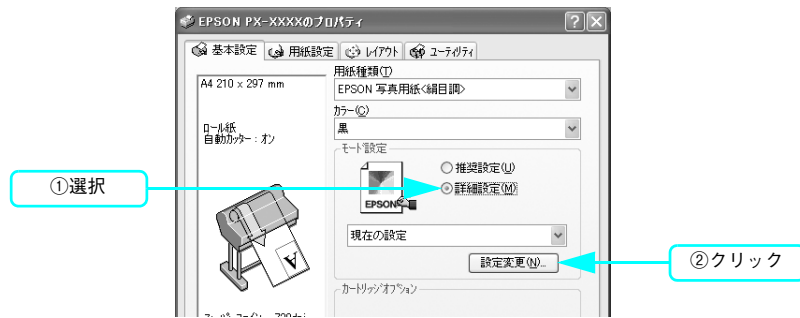 EPSON PX-XXXXのプロパティ
基本設定 用紙設定 レイアウト ユーティリティ
A4 210 x 297 mm
ロール紙
自動カッター : オン
用紙種類(T)
EPSON 写真用紙<絹目調>
カラー(C)
黒
モード設定
EPSON
推奨設定(U)
詳細設定(M)
現在の設定
設定変更(N)...
カートリッジオプション
①選択
②クリック
A